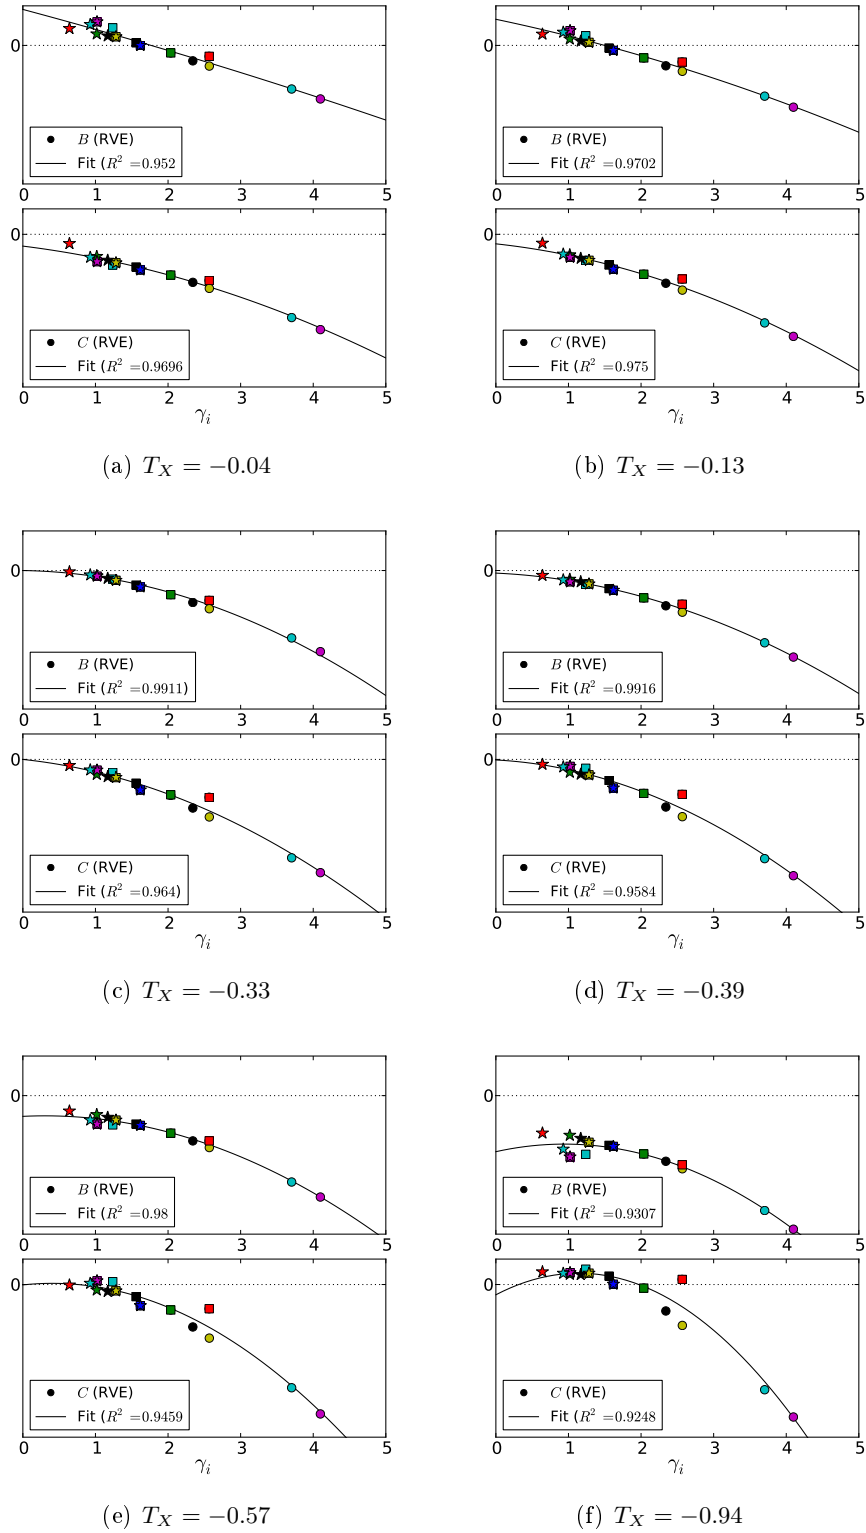 0
B (RVE)
Fit (R² =0.952
0 1 2 3 4 5
0
C (RVE)
Fit (R² =0.9696
0 1 2 3 4 5
γᵢ
(a) T_X = −0.04
0
B (RVE)
Fit (R² =0.9702
0 1 2 3 4 5
0
C (RVE)
Fit (R² =0.975
0 1 2 3 4 5
γᵢ
(b) T_X = −0.13
0
B (RVE)
Fit (R² =0.9911)
0 1 2 3 4 5
0
C (RVE)
Fit (R² =0.964)
0 1 2 3 4 5
γᵢ
(c) T_X = −0.33
0
B (RVE)
Fit (R² =0.9916
0 1 2 3 4 5
0
C (RVE)
Fit (R² =0.9584
0 1 2 3 4 5
γᵢ
(d) T_X = −0.39
0
B (RVE)
Fit (R² =0.98
0 1 2 3 4 5
0
C (RVE)
Fit (R² =0.9459
0 1 2 3 4 5
γᵢ
(e) T_X = −0.57
0
B (RVE)
Fit (R² =0.9307
0 1 2 3 4 5
0
C (RVE)
Fit (R² =0.9248
0 1 2 3 4 5
γᵢ
(f) T_X = −0.94